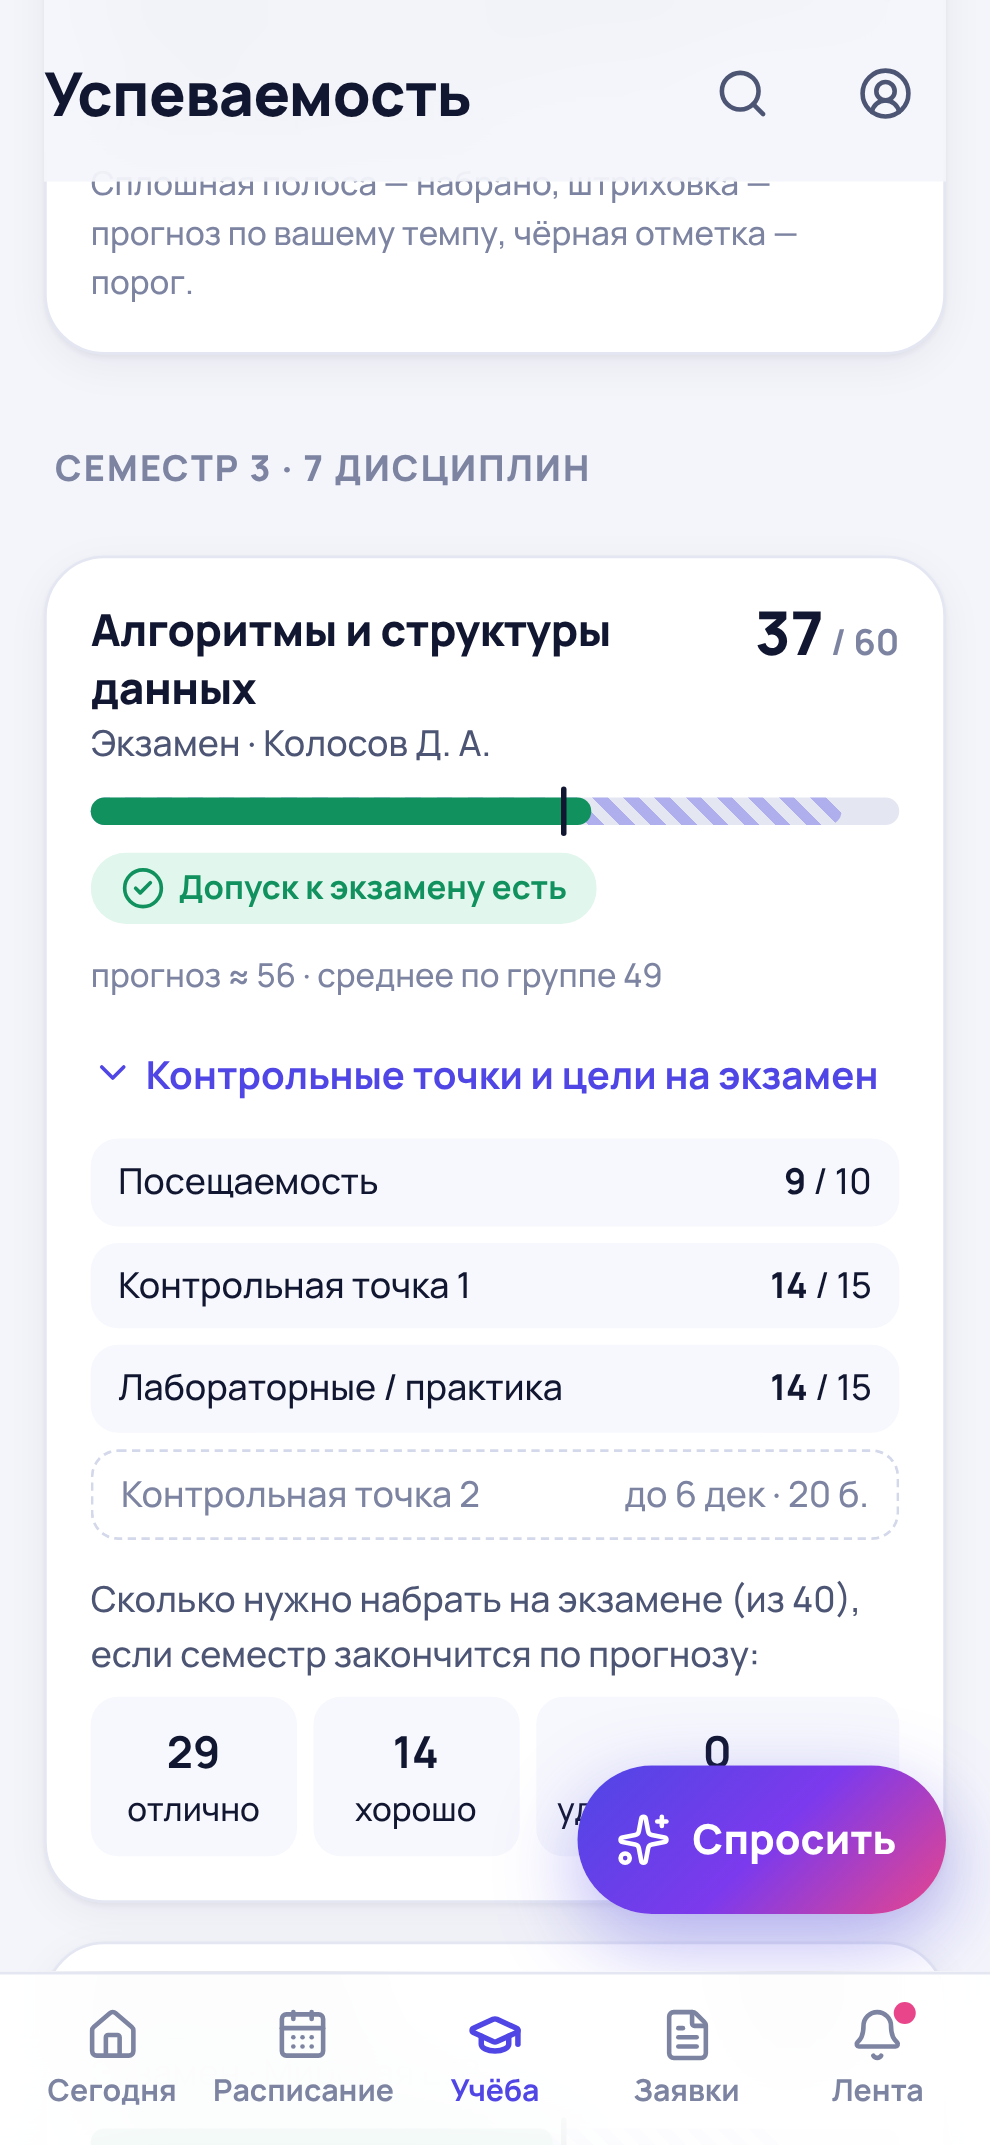 Успеваемость
Сплошная полоса — набрано, штриховка —
прогноз по вашему темпу, чёрная отметка —
порог.
СЕМЕСТР 3 · 7 ДИСЦИПЛИН
Алгоритмы и структуры
данных
37 / 60
Экзамен · Колосов Д. А.
Допуск к экзамену есть
прогноз ≈ 56 · среднее по группе 49
Контрольные точки и цели на экзамен
Посещаемость 9 / 10
Контрольная точка 1 14 / 15
Лабораторные / практика 14 / 15
Контрольная точка 2 до 6 дек · 20 б.
Сколько нужно набрать на экзамене (из 40),
если семестр закончится по прогнозу:
29 14 0
отлично хорошо
Спросить
Сегодня Расписание Учёба Заявки Лента